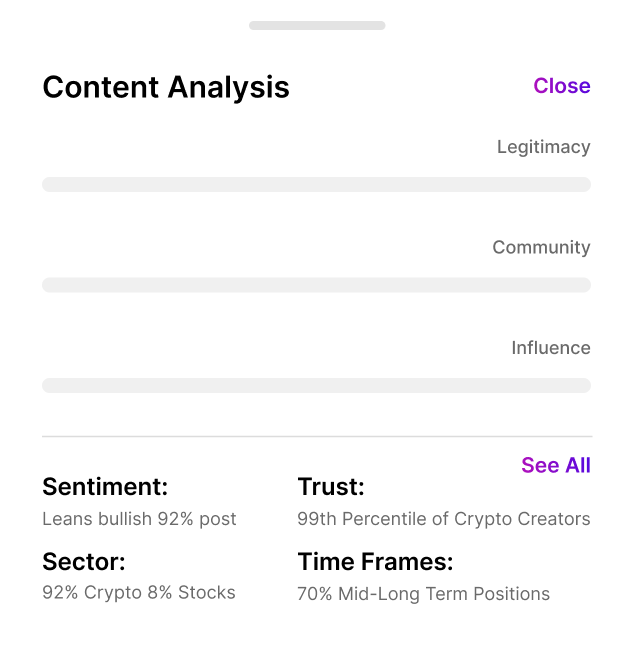 Content Analysis
Close
Legitimacy
Community
Influence
See All
Sentiment:
Trust:
Leans bullish 92% post
99th Percentile of Crypto Creators
Sector:
Time Frames:
92% Crypto 8% Stocks
70% Mid-Long Term Positions